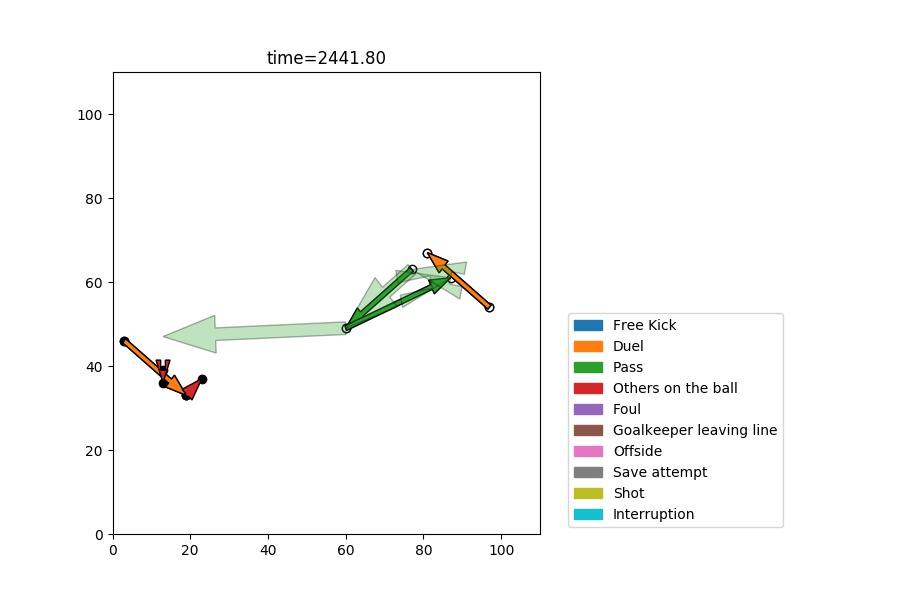 time=2441.80
100
80
60
40
20
0
0 20 40 60 80 100
Free Kick
Duel
Pass
Others on the ball
Foul
Goalkeeper leaving line
Offside
Save attempt
Shot
Interruption